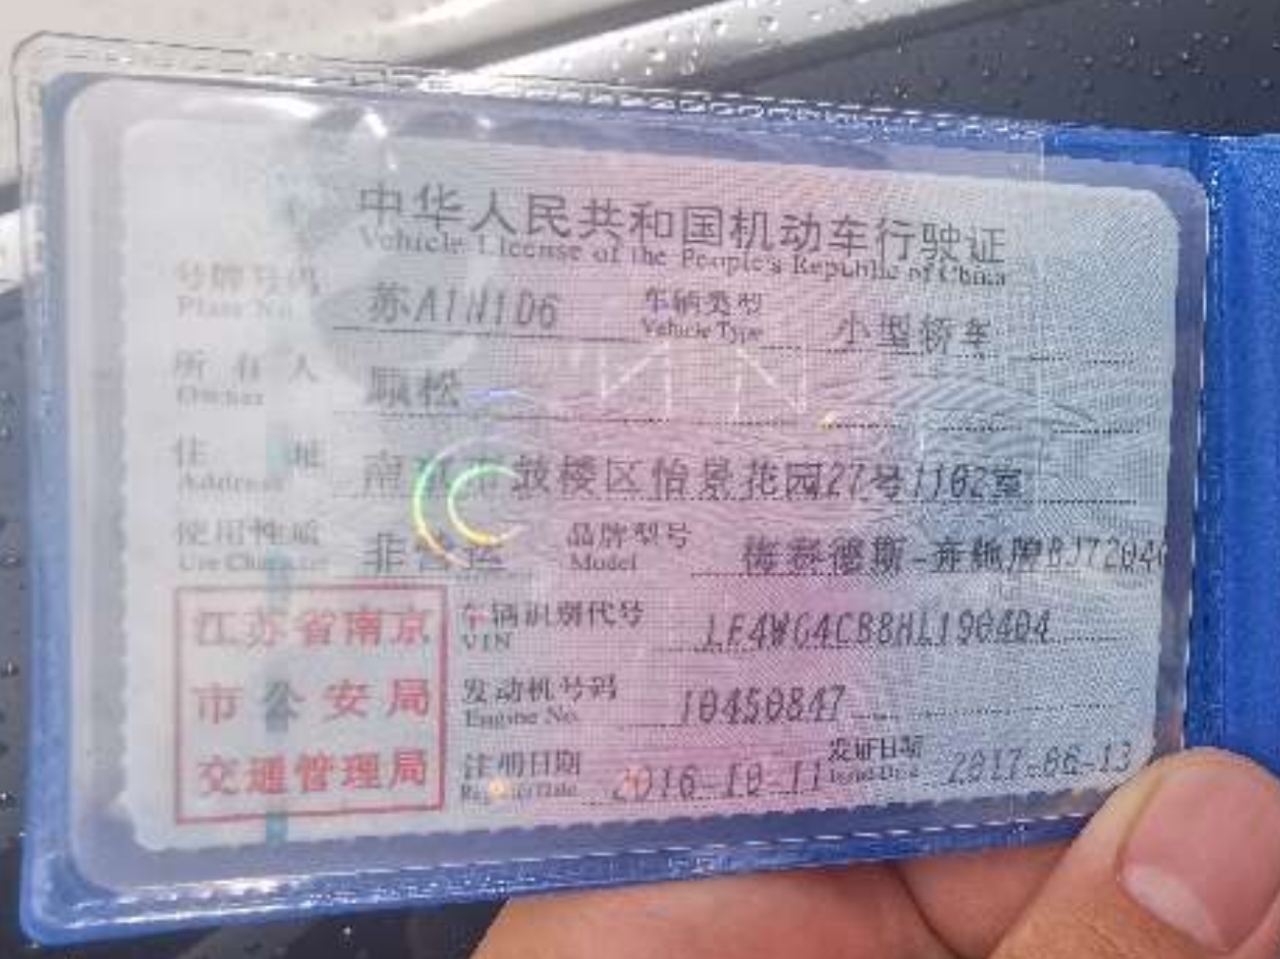 中华人民共和国机动车行驶证
Vehicle License of the People's Republic of China
号牌号码 苏A1N1D6 车辆类型 小型轿车
Plate No. Vehicle Type
所有人 顾松
Owner
住址 南京市鼓楼区怡景花园27号1102室
Address
使用性质 非营运 品牌型号 梅赛德斯-奔驰牌BJ7204
Use Character Model
江苏省南京
市公安局
交通管理局
车辆识别代号 LE4WG4CB8HL190404
VIN
发动机号码 10450847
Engine No.
注册日期 2016-10-11 发证日期 2017-06-13
Register Date Issue Date